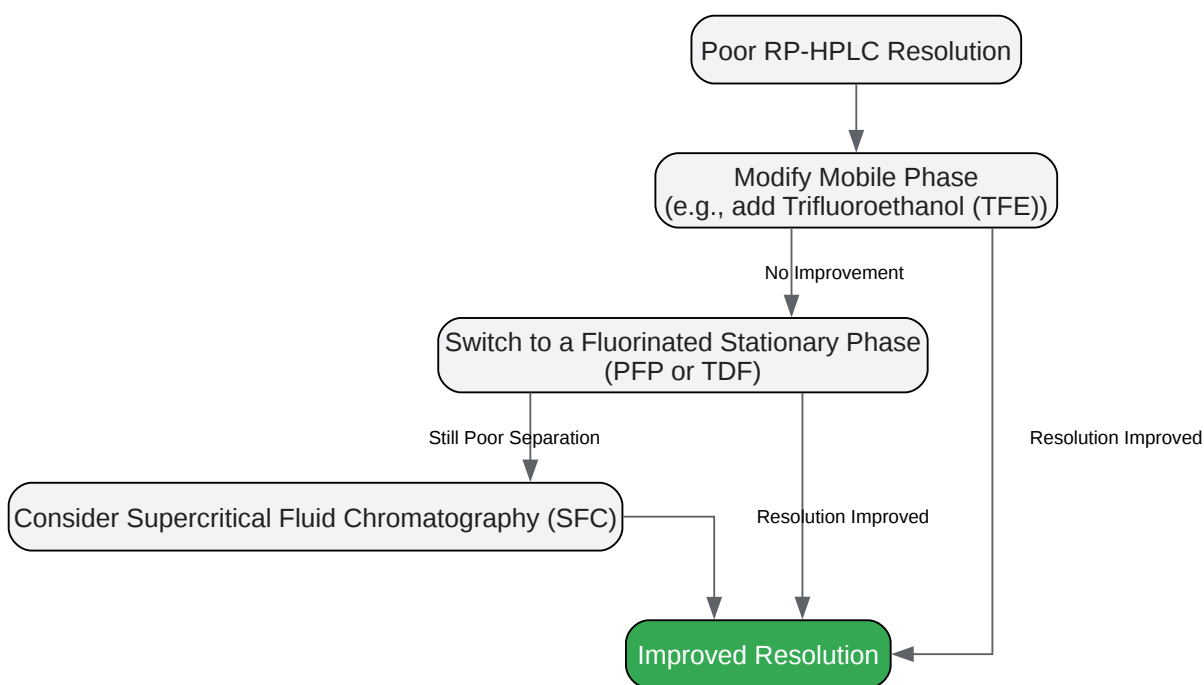 Poor RP-HPLC Resolution
Modify Mobile Phase
(e.g., add Trifluoroethanol (TFE))
No Improvement
Switch to a Fluorinated Stationary Phase
(PFP or TDF)
Still Poor Separation
Resolution Improved
Consider Supercritical Fluid Chromatography (SFC)
Resolution Improved
Improved Resolution